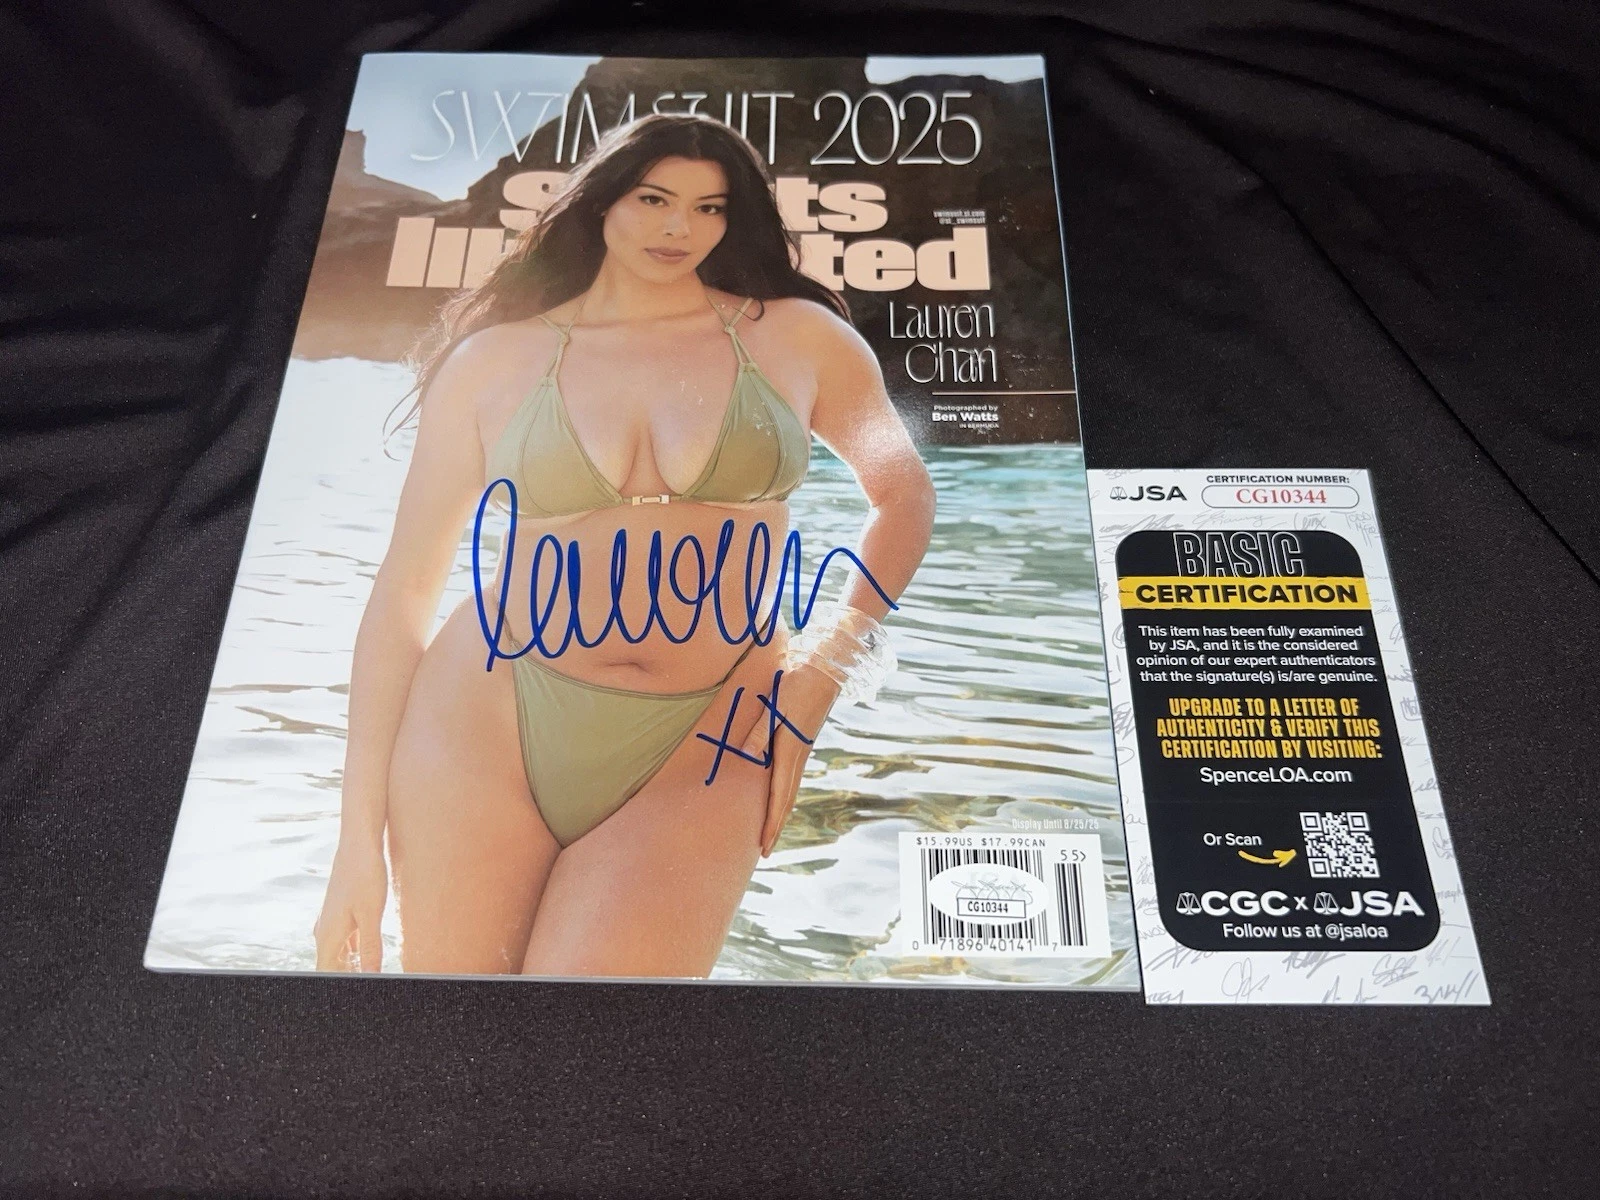 SWIMSUIT 2025
Sports
Illustrated
swimsuit.si.com
@si_swimsuit
Lauren
Chan
Photographed by
Ben Watts
IN BERMUDA
Lauren
XX
Display Until 8/25/25
$15.99US $17.99CAN
55>
CG10344
0 71896 40141 7
JSA
CERTIFICATION NUMBER:
CG10344
BASIC
CERTIFICATION
This item has been fully examined
by JSA, and it is the considered
opinion of our expert authenticators
that the signature(s) is/are genuine.
UPGRADE TO A LETTER OF
AUTHENTICITY & VERIFY THIS
CERTIFICATION BY VISITING:
SpenceLOA.com
Or Scan
CGC x JSA
Follow us at @jsaloa